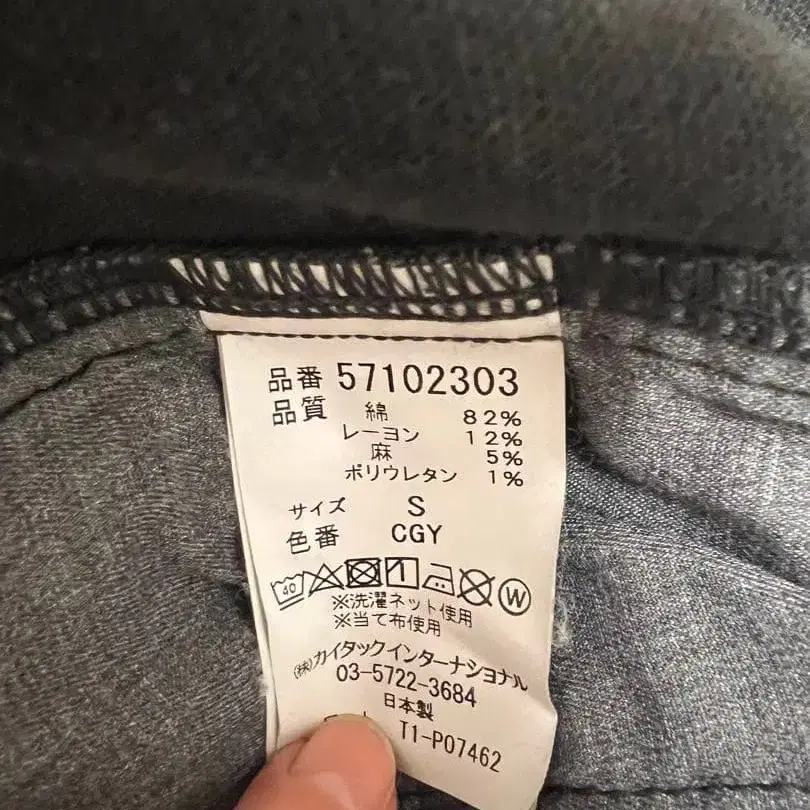 品番 57102303
品質 綿 82%
レーヨン 12%
麻 5%
ポリウレタン 1%
サイズ S
色番 CGY
40 W
※洗濯ネット使用
※当て布使用
㈱カイタックインターナショナル
03-5722-3684
日本製
T1-P07462